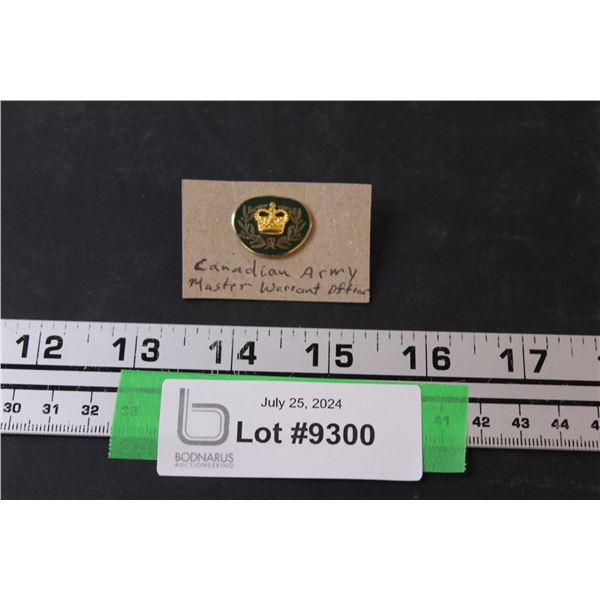 Canadian Army
Master Warrant Officer
12 13 14 15 16 17
30 31 32 33 41 42 43 44
July 25, 2024
Lot #9300
b
BODNARUS
AUCTIONEERING